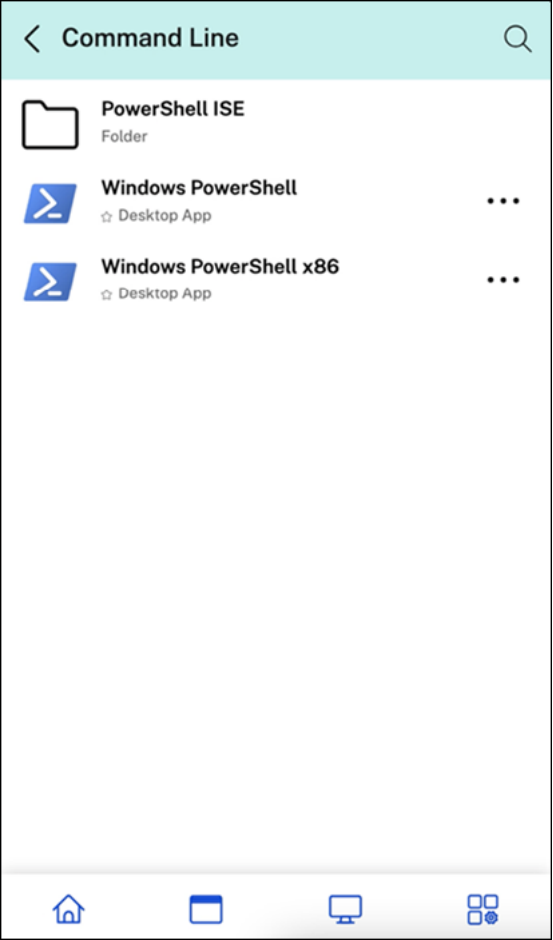 Command Line
PowerShell ISE
Folder
Windows PowerShell
Desktop App
Windows PowerShell x86
Desktop App